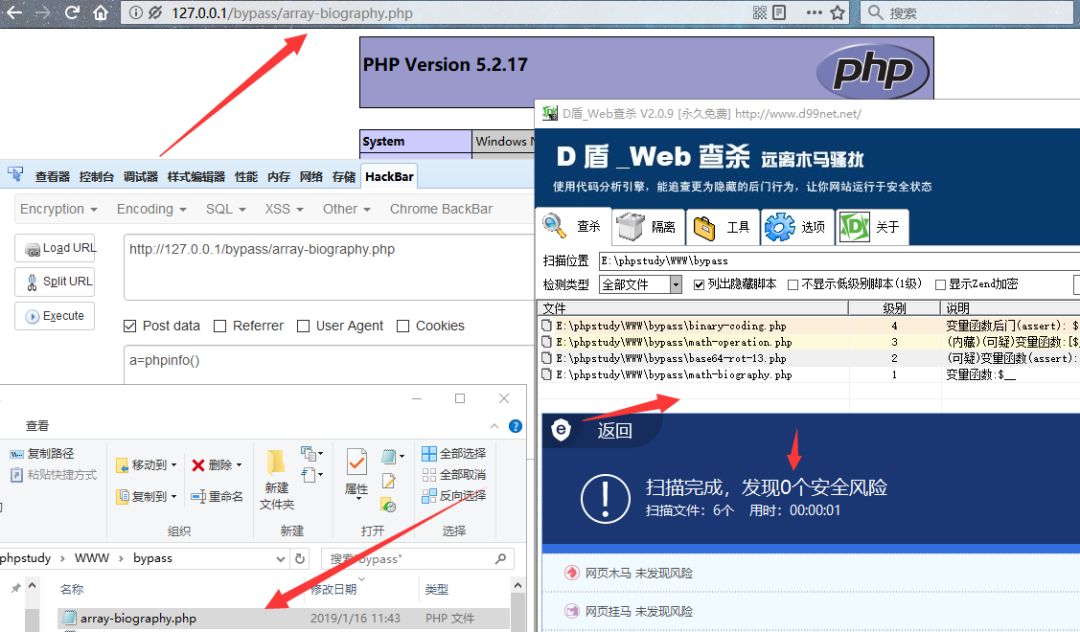 127.0.0.1/bypass/array-biography.php
搜索
PHP Version 5.2.17
php
System
Windows N
查看器 控制台 调试器 样式编辑器 性能 内存 网络 存储 HackBar
Encryption Encoding SQL XSS Other Chrome BackBar
Load URL
http://127.0.0.1/bypass/array-biography.php
Split URL
Execute
Post data Referrer User Agent Cookies
a=phpinfo()
D盾_Web查杀 V2.0.9 [永久免费] http://www.d99net.net/
D 盾 _Web 查杀 远离木马骚扰
使用代码分析引擎，能追查更为隐藏的后门行为，让你网站运行于安全状态
查杀 隔离 工具 选项 关于
扫描位置 E:\phpstudy\WWW\bypass
检测类型 全部文件 列出隐藏脚本 不显示低级别脚本(1级) 显示Zend加密
文件 级别 说明
E:\phpstudy\WWW\bypass\binary-coding.php 4 变量函数后门(assert): $
E:\phpstudy\WWW\bypass\math-operation.php 3 (内藏)(可疑)变量函数:[$
E:\phpstudy\WWW\bypass\base64-rot-13.php 2 (可疑)变量函数(assert):
E:\phpstudy\WWW\bypass\math-biography.php 1 变量函数:$__
返回
扫描完成，发现0个安全风险
扫描文件：6个 用时：00:00:01
网页木马 未发现风险
网页挂马 未发现风险
查看
复制路径
粘贴快捷方式
移动到
复制到
删除
重命名
组织
新建
文件夹
新建
属性
打开
全部选择
全部取消
反向选择
选择
phpstudy › WWW › bypass
搜索"bypass"
名称 修改日期 类型
array-biography.php 2019/1/16 11:43 PHP 文件